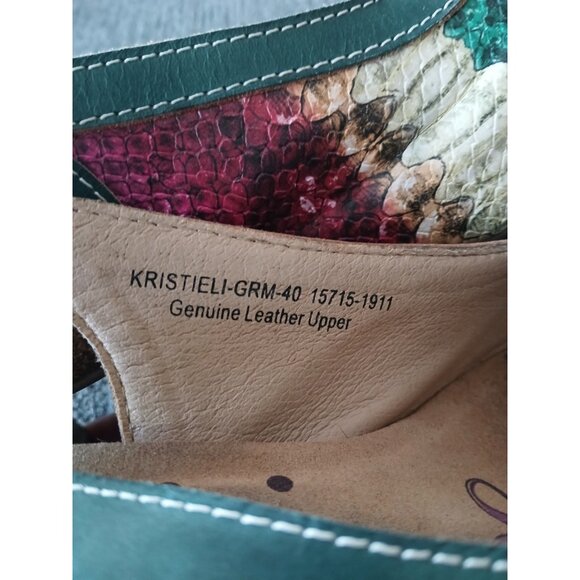 KRISTIELI-GRM-40 15715-1911
Genuine Leather Upper